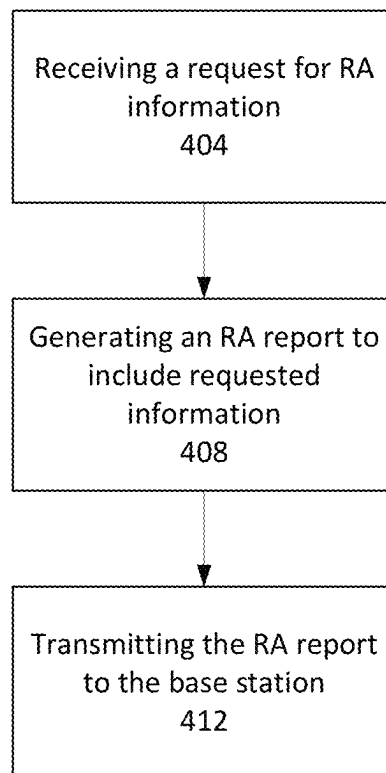 Receiving a request for RA
information
404
Generating an RA report to
include requested
information
408
Transmitting the RA report
to the base station
412